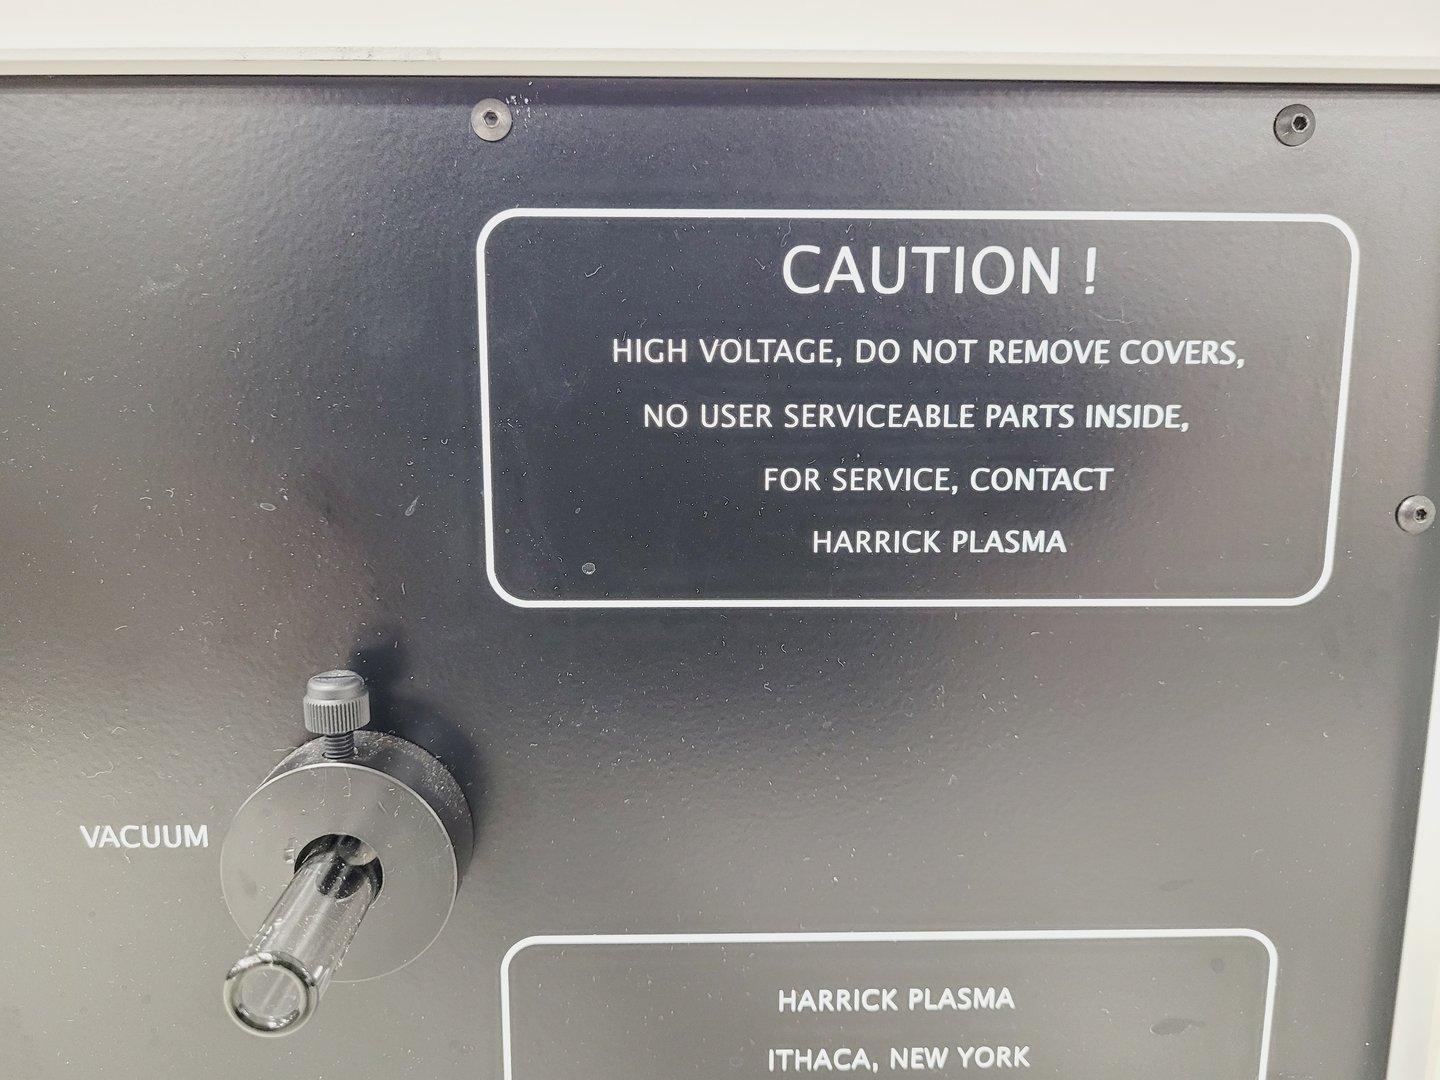 CAUTION !
HIGH VOLTAGE, DO NOT REMOVE COVERS,
NO USER SERVICEABLE PARTS INSIDE,
FOR SERVICE, CONTACT
HARRICK PLASMA
VACUUM
HARRICK PLASMA
ITHACA, NEW YORK